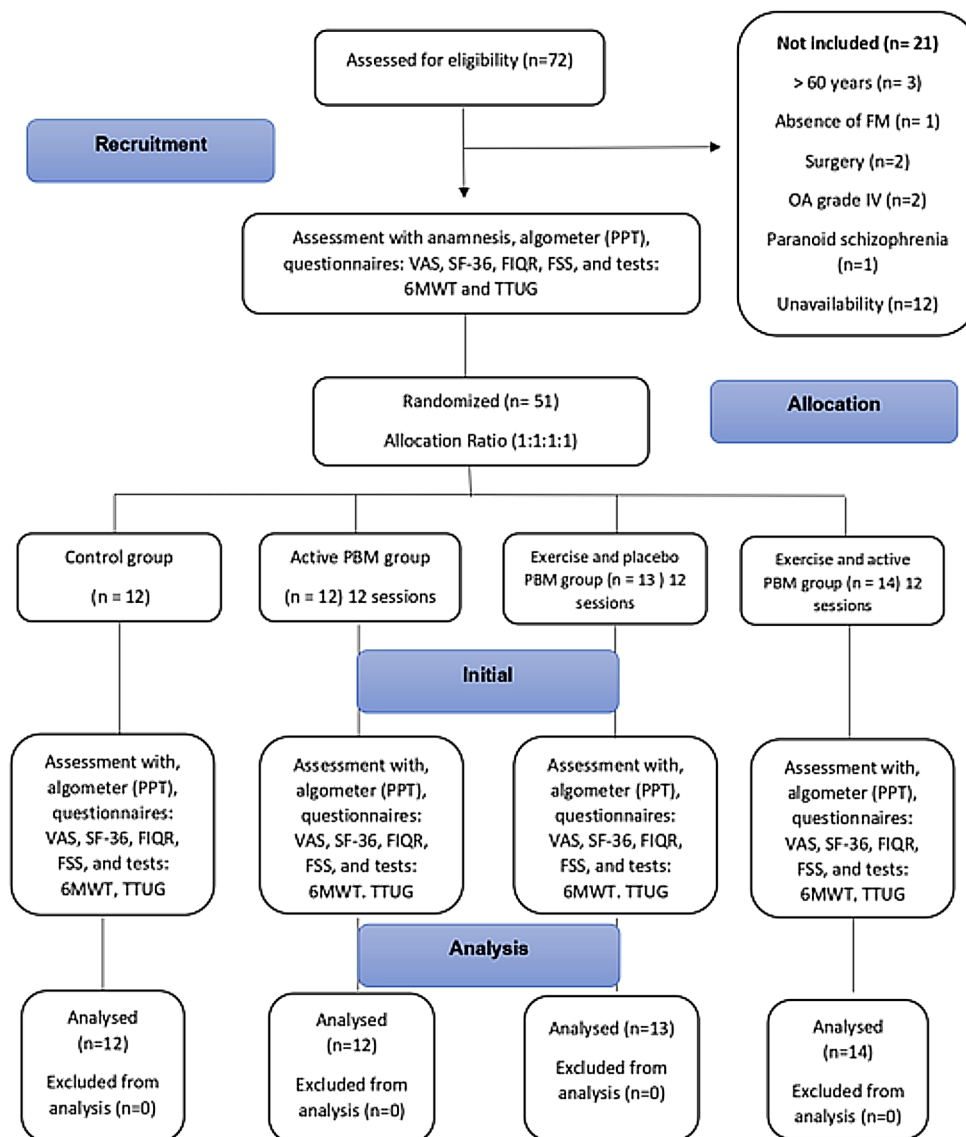 Assessed for eligibility (n=72)
Not Included (n= 21)
> 60 years (n= 3)
Absence of FM (n= 1)
Surgery (n=2)
OA grade IV (n=2)
Paranoid schizophrenia
(n=1)
Unavailability (n=12)
Recruitment
Assessment with anamnesis, algometer (PPT),
questionnaires: VAS, SF-36, FIQR, FSS, and tests:
6MWT and TTUG
Randomized (n= 51)
Allocation Ratio (1:1:1:1)
Allocation
Control group
(n = 12)
Active PBM group
(n = 12) 12 sessions
Exercise and placebo
PBM group (n = 13 ) 12
sessions
Exercise and active
PBM group (n = 14) 12
sessions
Initial
Assessment with,
algometer (PPT),
questionnaires:
VAS, SF-36, FIQR,
FSS, and tests:
6MWT, TTUG
Assessment with,
algometer (PPT),
questionnaires:
VAS, SF-36, FIQR,
FSS, and tests:
6MWT. TTUG
Assessment with,
algometer (PPT),
questionnaires:
VAS, SF-36, FIQR,
FSS, and tests:
6MWT. TTUG
Assessment with,
algometer (PPT),
questionnaires:
VAS, SF-36, FIQR,
FSS, and tests:
6MWT, TTUG
Analysis
Analysed
(n=12)
Excluded from
analysis (n=0)
Analysed
(n=12)
Excluded from
analysis (n=0)
Analysed (n=13)
Excluded from
analysis (n=0)
Analysed
(n=14)
Excluded from
analysis (n=0)